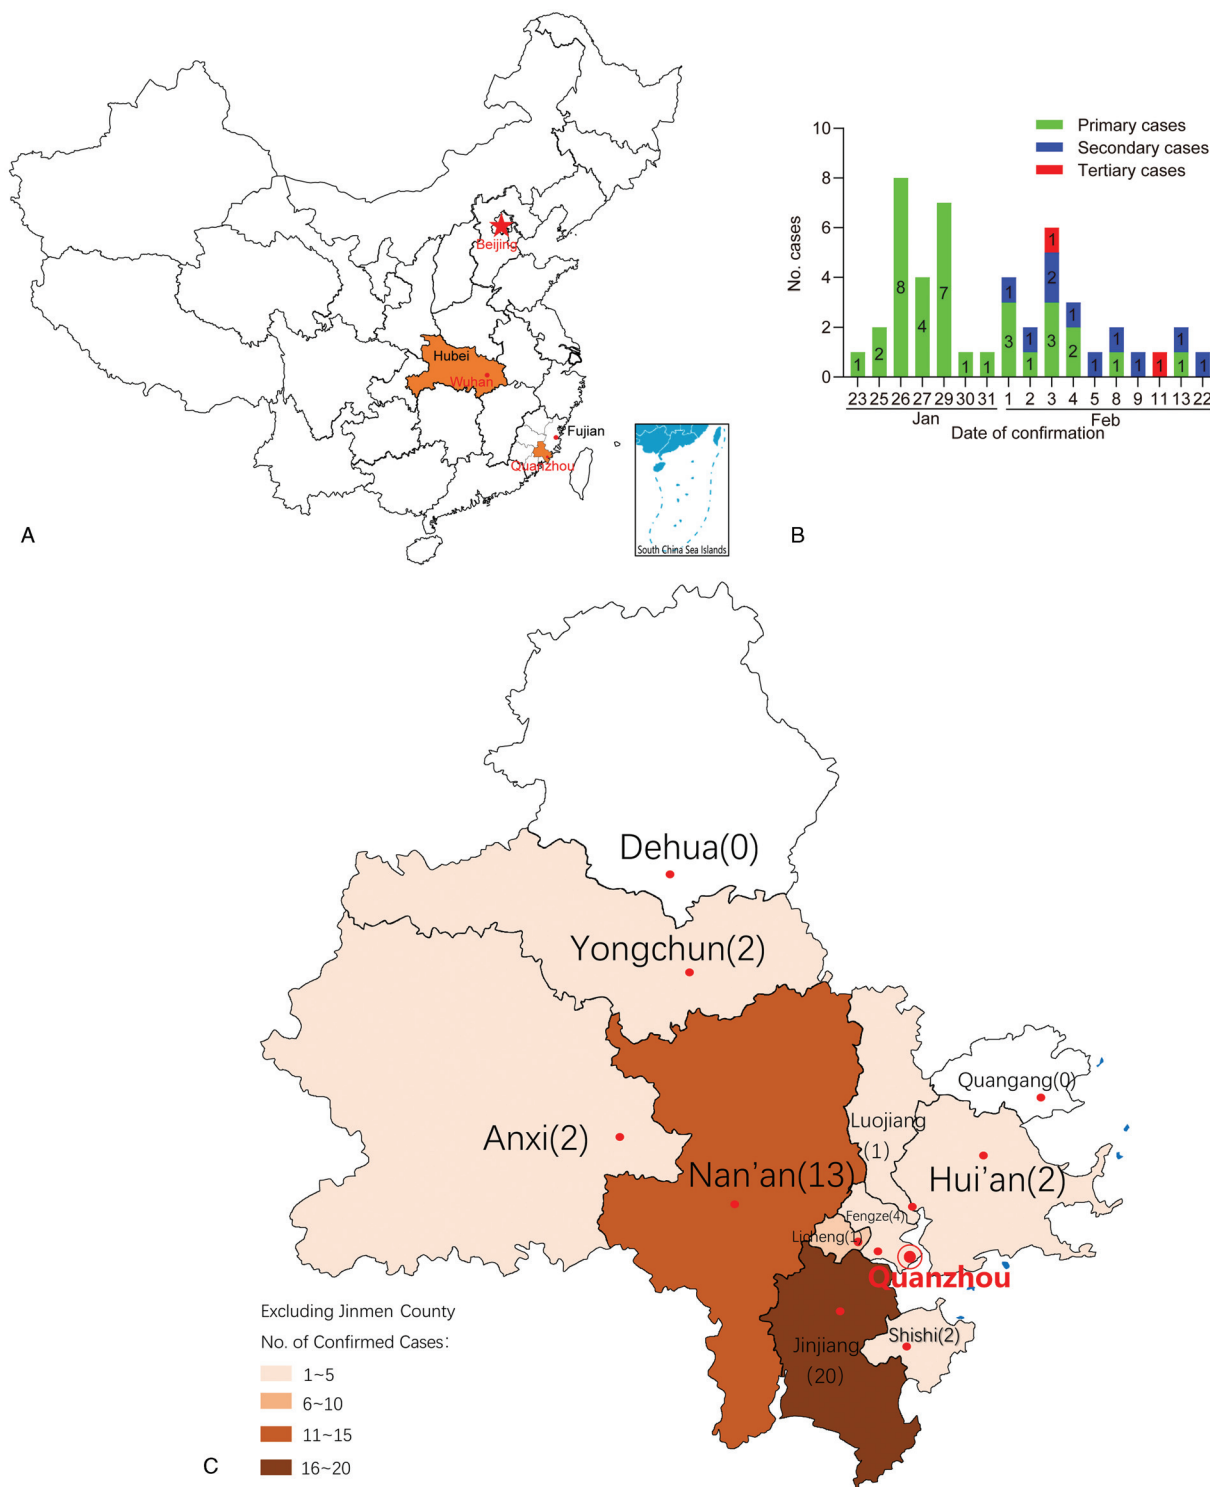 Beijing
Hubei
Wuhan
Fujian
Quanzhou
South China Sea Islands
A
Primary cases
Secondary cases
Tertiary cases
No. cases
10
8
6
4
2
0
1
2
8
4
7
1
1
3
1
1
1
3
2
1
2
1
1
1
1
1
1
1
1
1
23 25 26 27 29 30 31 1 2 3 4 5 8 9 11 13 22
Jan Feb
Date of confirmation
B
Dehua(0)
Yongchun(2)
Quangang(0)
Luojiang
(1)
Anxi(2)
Nan'an(13)
Hui'an(2)
Fengze(4)
Licheng(1)
Quanzhou
Shishi(2)
Jinjiang
(20)
Excluding Jinmen County
No. of Confirmed Cases:
1~5
6~10
11~15
16~20
C